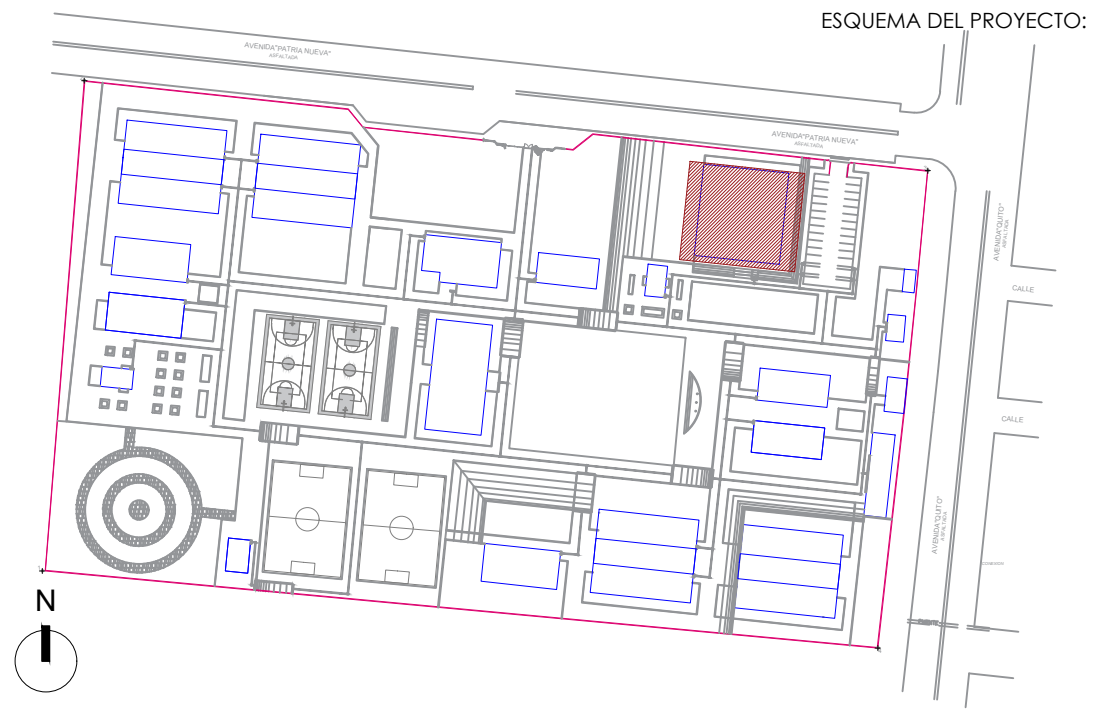 ESQUEMA DEL PROYECTO:
AVENIDA"PATRIA NUEVA"
ASFALTADA
AVENIDA"PATRIA NUEVA"
ASFALTADA
AVENIDA"QUITO"
ASFALTADA
CALLE
CALLE
AVENIDA"QUITO"
ASFALTADA
PUENTE
N